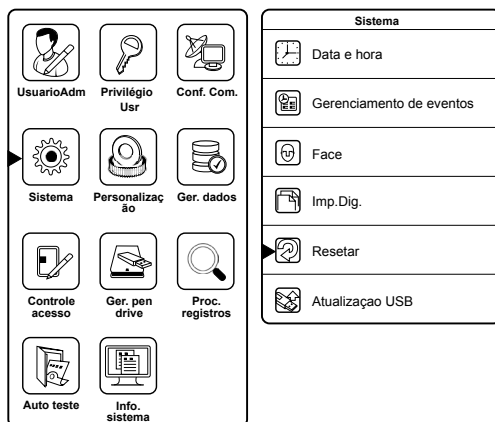 UsuarioAdm
Privilégio
Usr
Conf. Com.
Sistema
Personalizaç
ão
Ger. dados
Controle
acesso
Ger. pen
drive
Proc.
registros
Auto teste
Info.
sistema
Sistema
Data e hora
Gerenciamento de eventos
Face
Imp.Dig.
Resetar
Atualizaçao USB